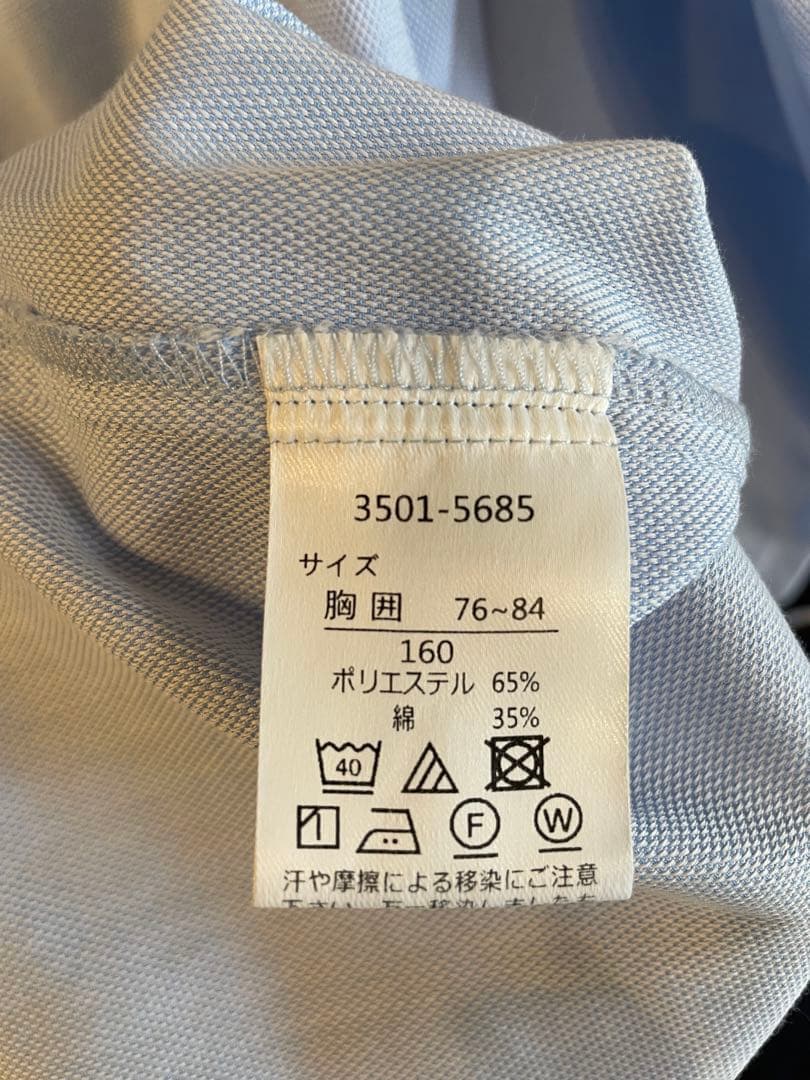 3501-5685
サイズ
胸囲 76~84
160
ポリエステル 65%
綿 35%
40
F W
汗や摩擦による移染にご注意